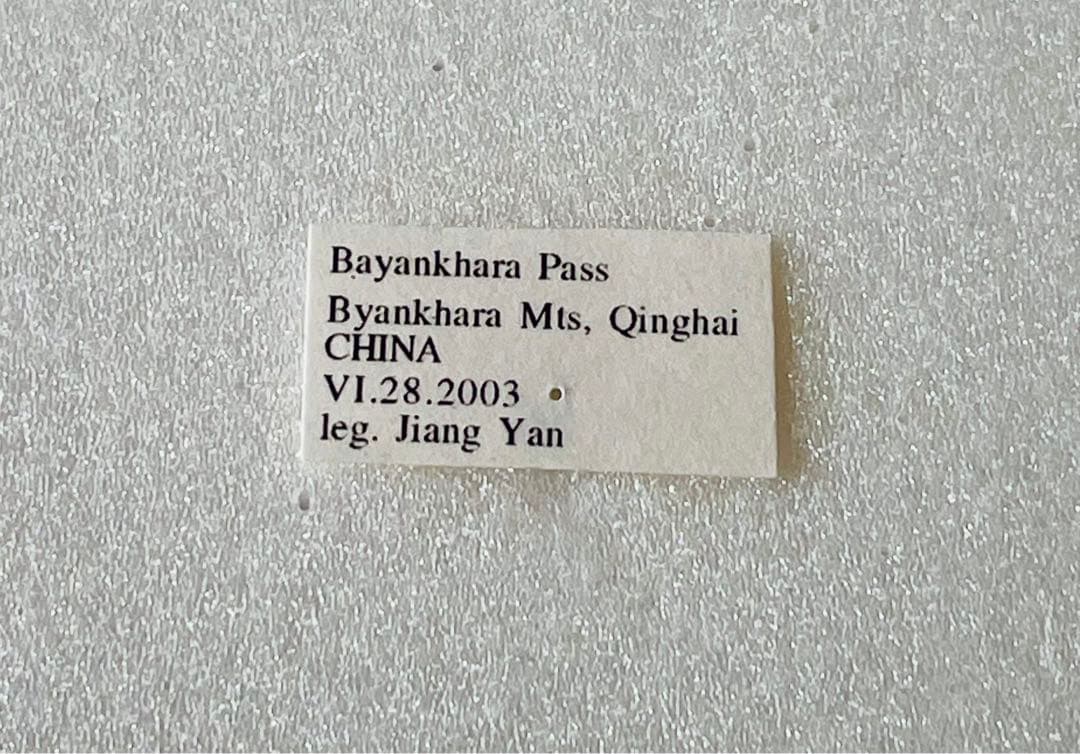 Bayankhara Pass
Byankhara Mts, Qinghai
CHINA
VI.28.2003
leg. Jiang Yan